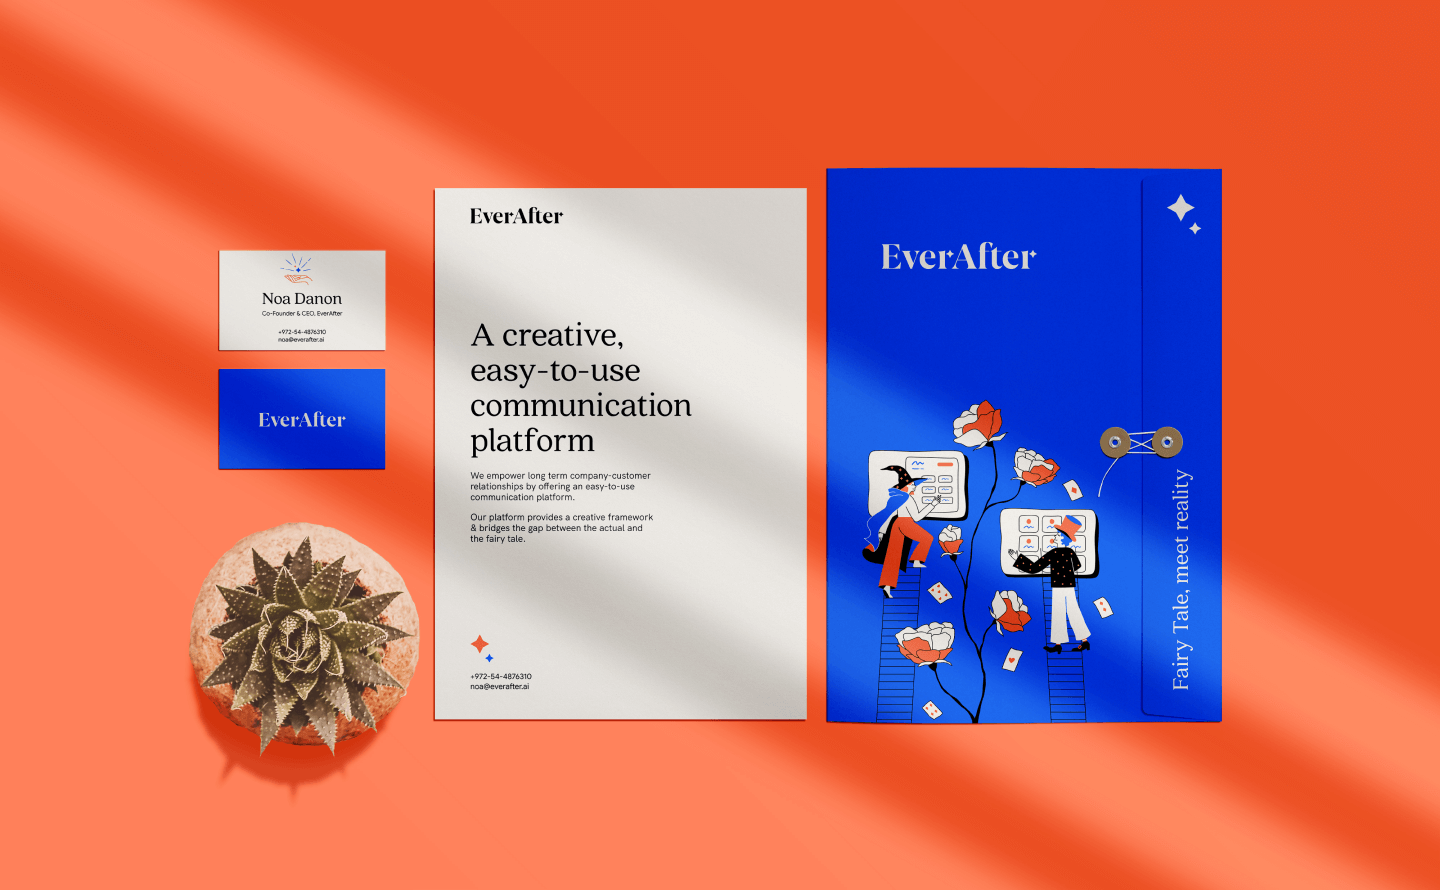 Noa Danon
Co-Founder & CEO, EverAfter
+972-54-4876310
noa@everafter.ai
EverAfter
EverAfter
A creative,
easy-to-use
communication
platform
We empower long term company-customer
relationships by offering an easy-to-use
communication platform.
Our platform provides a creative framework
& bridges the gap between the actual and
the fairy tale.
+972-54-4876310
noa@everafter.ai
EverAfter
Fairy Tale, meet reality